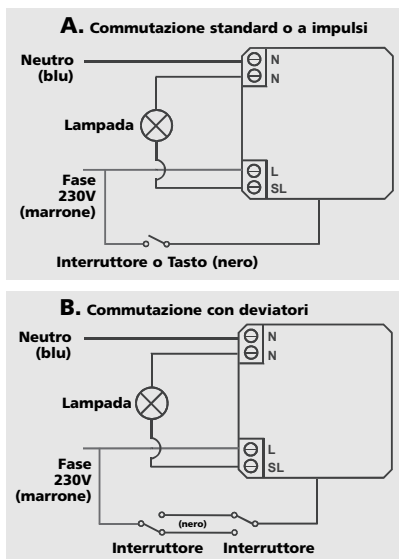 A. Commutazione standard o a impulsi
Neutro
(blu)
N
N
Lampada
L
SL
Fase
230V
(marrone)
Interruttore o Tasto (nero)
B. Commutazione con deviatori
Neutro
(blu)
N
N
Lampada
L
SL
Fase
230V
(marrone)
(nero)
Interruttore Interruttore